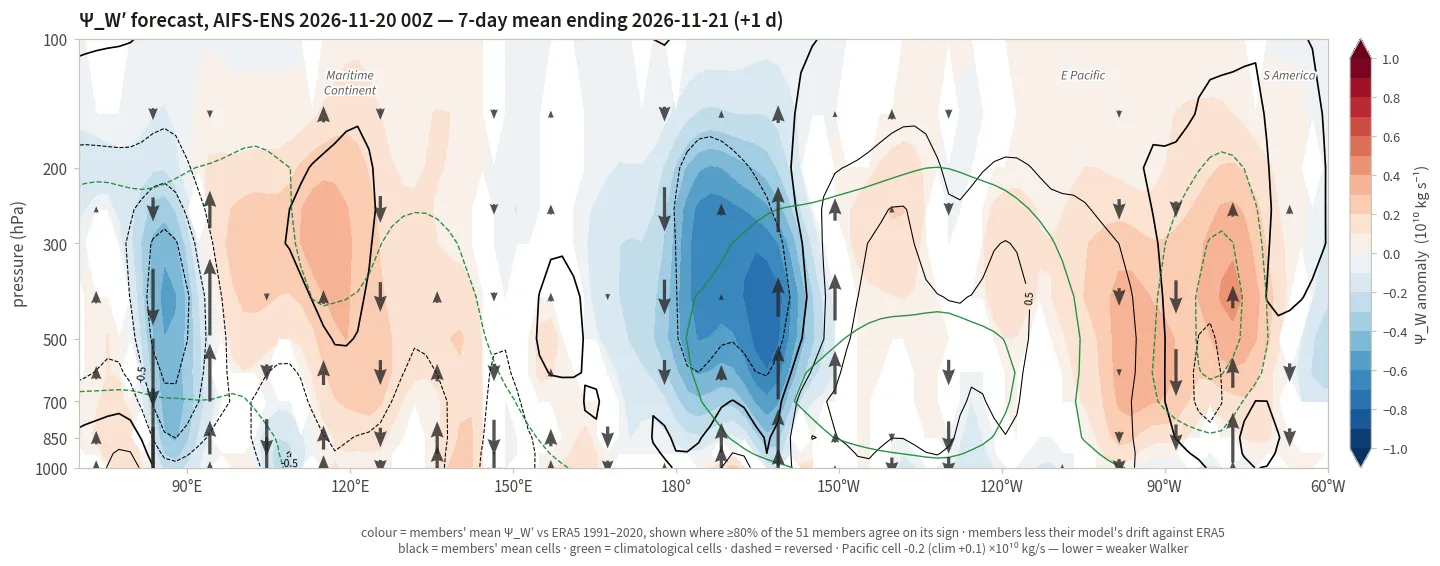 Ψ_W′ forecast, AIFS-ENS 2026-11-20 00Z — 7-day mean ending 2026-11-21 (+1 d)
100
200
300
500
700
850
1000
pressure (hPa)
Maritime
Continent
E Pacific
S America
0.5
-0.5
-0.5
90°E
120°E
150°E
180°
150°W
120°W
90°W
60°W
1.0
0.8
0.6
0.4
0.2
0.0
−0.2
−0.4
−0.6
−0.8
−1.0
Ψ_W anomaly (10¹⁰ kg s⁻¹)
colour = members' mean Ψ_W′ vs ERA5 1991–2020, shown where ≥80% of the 51 members agree on its sign · members less their model's drift against ERA5
black = members' mean cells · green = climatological cells · dashed = reversed · Pacific cell -0.2 (clim +0.1) ×10¹⁰ kg/s — lower = weaker Walker